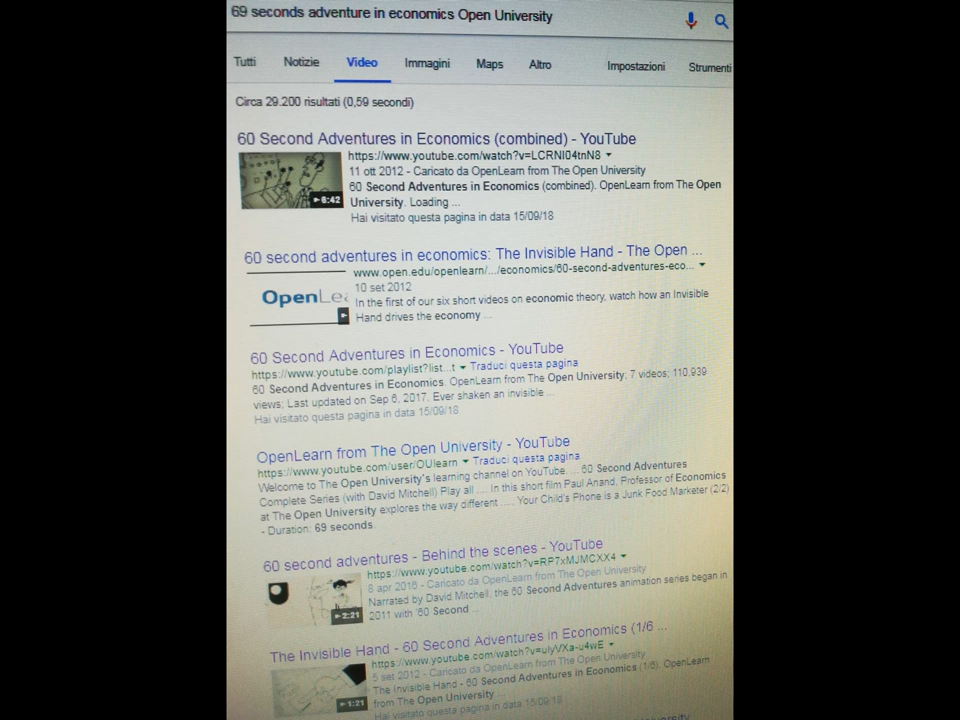 69 seconds adventure in economics Open University
Tutti Notizie Video Immagini Maps Altro Impostazioni Strumenti
Circa 29.200 risultati (0,59 secondi)
60 Second Adventures in Economics (combined) - YouTube
https://www.youtube.com/watch?v=LCRNI04tnN8
6:42
11 ott 2012 - Caricato da OpenLearn from The Open University
60 Second Adventures in Economics (combined). OpenLearn from The Open
University. Loading ...
Hai visitato questa pagina in data 15/09/18
60 second adventures in economics: The Invisible Hand - The Open ...
www.open.edu/openlearn/.../economics/60-second-adventures-eco...
OpenLea
10 set 2012
In the first of our six short videos on economic theory, watch how an Invisible
Hand drives the economy ...
60 Second Adventures in Economics - YouTube
https://www.youtube.com/playlist?list...t Traduci questa pagina
60 Second Adventures in Economics. OpenLearn from The Open University; 7 videos; 110,939
views; Last updated on Sep 6, 2017. Ever shaken an invisible ...
Hai visitato questa pagina in data 15/09/18
OpenLearn from The Open University - YouTube
https://www.youtube.com/user/OUlearn Traduci questa pagina
Welcome to The Open University's learning channel on YouTube. ... 60 Second Adventures
Complete Series (with David Mitchell) Play all .... In this short film Paul Anand, Professor of Economics
at The Open University explores the way different ..... Your Child's Phone is a Junk Food Marketer (2/2)
- Duration: 69 seconds.
60 second adventures - Behind the scenes - YouTube
https://www.youtube.com/watch?v=RP7xMJMCXX4
2:21
8 apr 2016 - Caricato da OpenLearn from The Open University
Narrated by David Mitchell, the 60 Second Adventures animation series began in
2011 with '60 Second ...
The Invisible Hand - 60 Second Adventures in Economics (1/6 ...
https://www.youtube.com/watch?v=ulyVXa-u4wE
1:21
5 set 2012 - Caricato da OpenLearn from The Open University
The Invisible Hand - 60 Second Adventures in Economics (1/6). OpenLearn
from The Open University ...
Hai visitato questa pagina in data 15/09/18